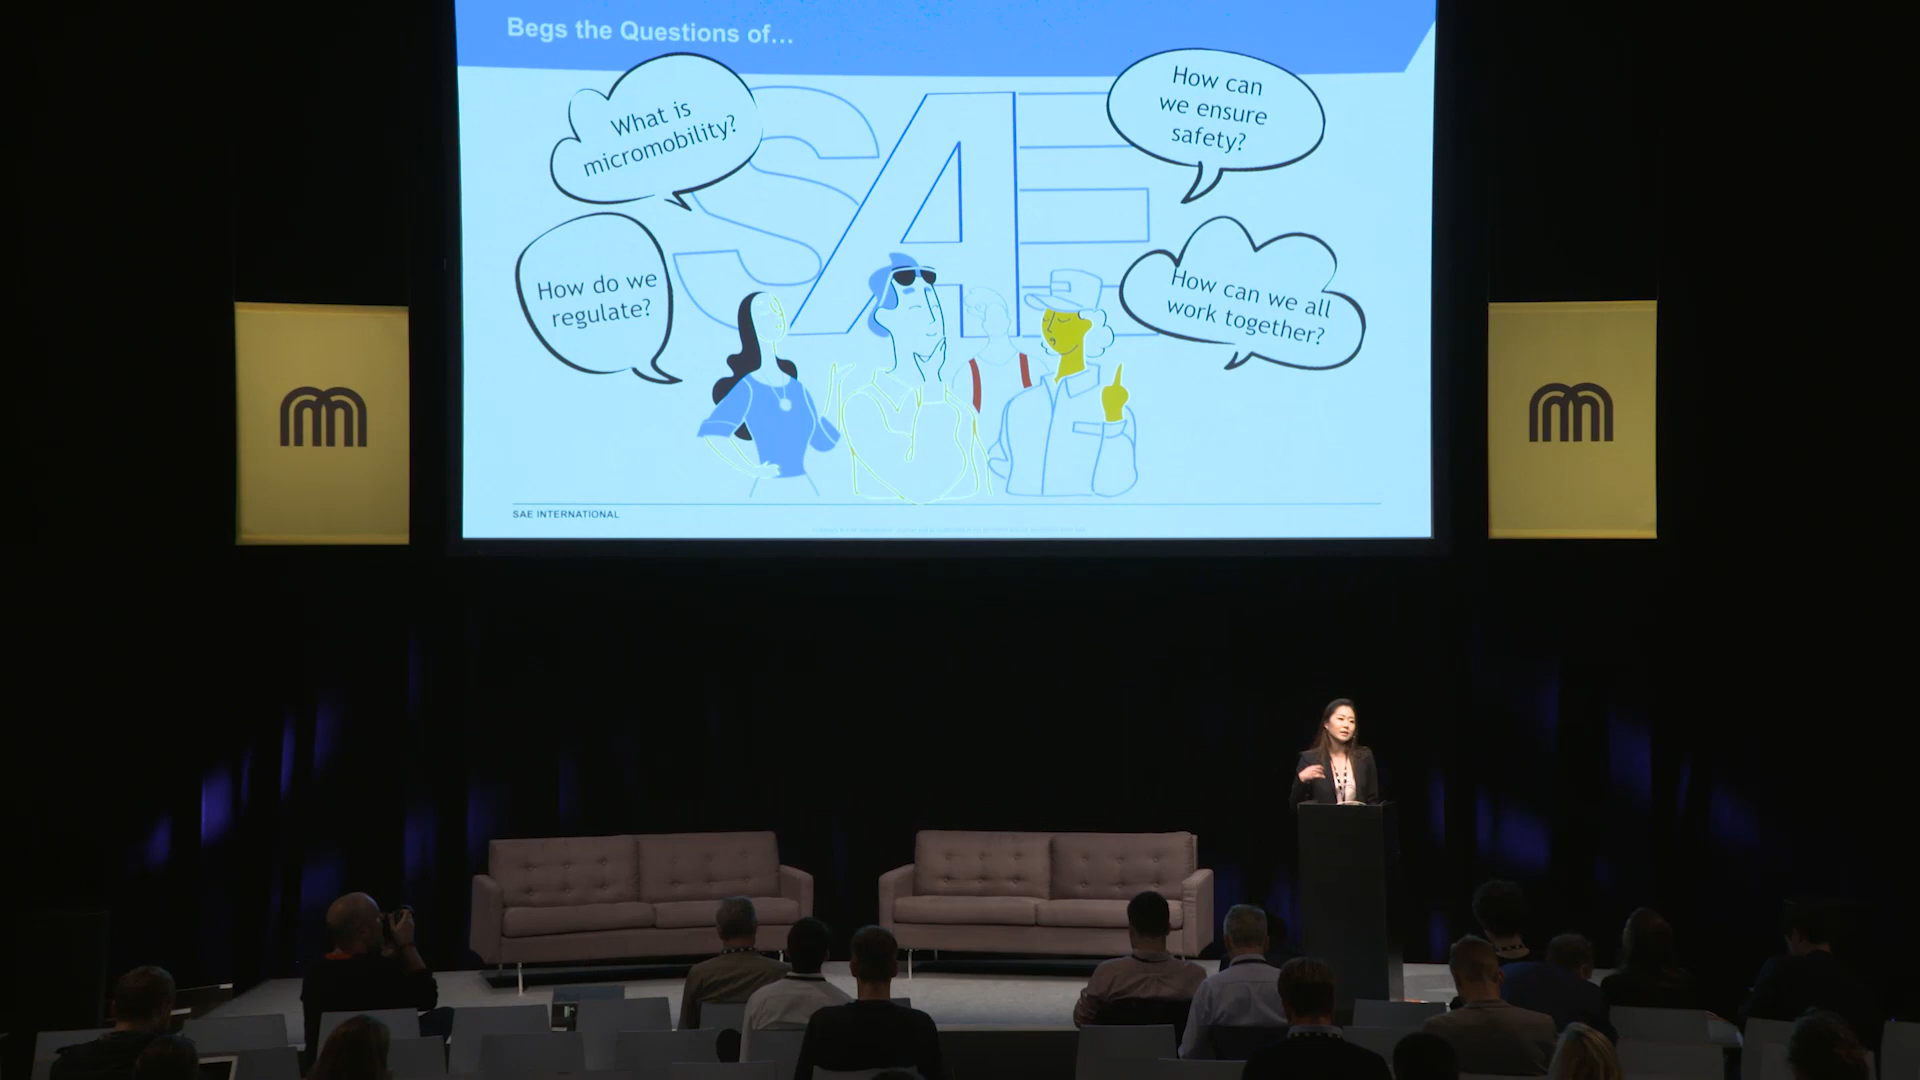 Begs the Questions of...
What is
micromobility?
How can
we ensure
safety?
SAE
How do we
regulate?
How can we all
work together?
SAE INTERNATIONAL